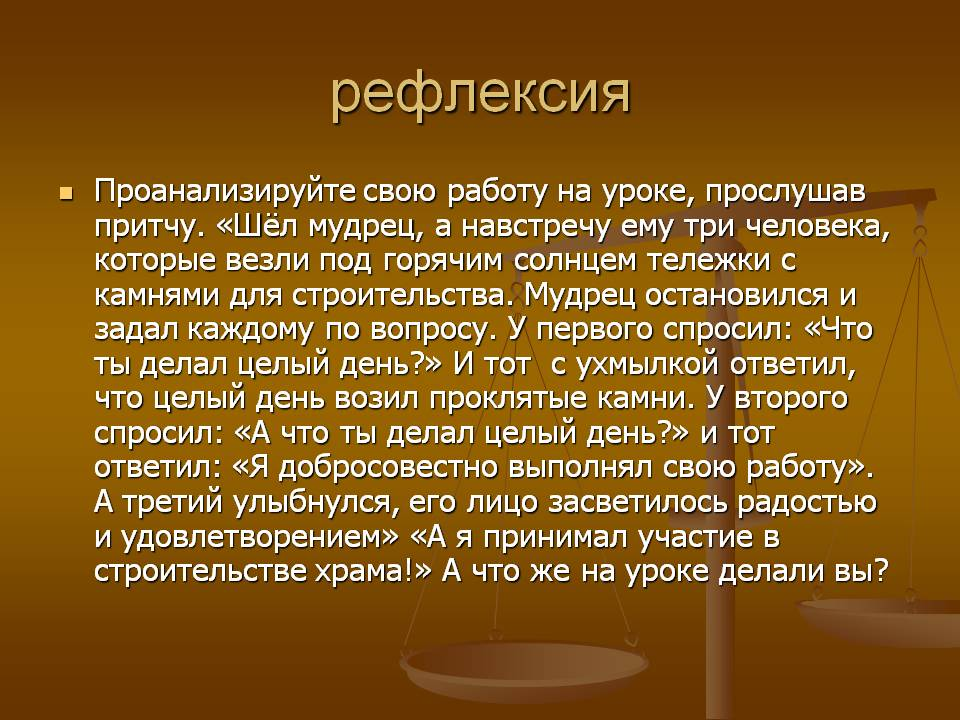 рефлексия
Проанализируйте свою работу на уроке, прослушав
притчу. «Шёл мудрец, а навстречу ему три человека,
которые везли под горячим солнцем тележки с
камнями для строительства. Мудрец остановился и
задал каждому по вопросу. У первого спросил: «Что
ты делал целый день?» И тот  с ухмылкой ответил,
что целый день возил проклятые камни. У второго
спросил: «А что ты делал целый день?» и тот
ответил: «Я добросовестно выполнял свою работу».
А третий улыбнулся, его лицо засветилось радостью
и удовлетворением» «А я принимал участие в
строительстве храма!» А что же на уроке делали вы?